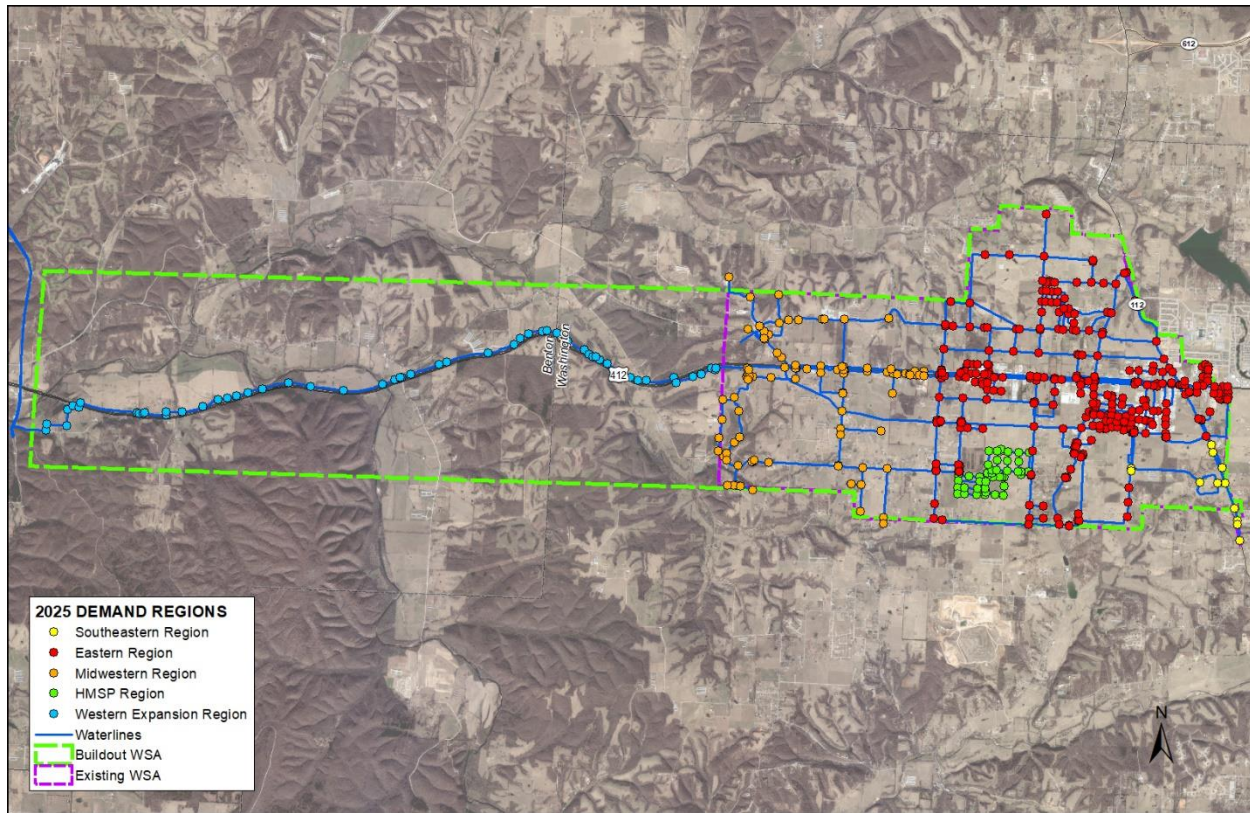 612
112
Benton
Washington
412
2025 DEMAND REGIONS
Southeastern Region
Eastern Region
Midwestern Region
HMSP Region
Western Expansion Region
Waterlines
Buildout WSA
Existing WSA
N